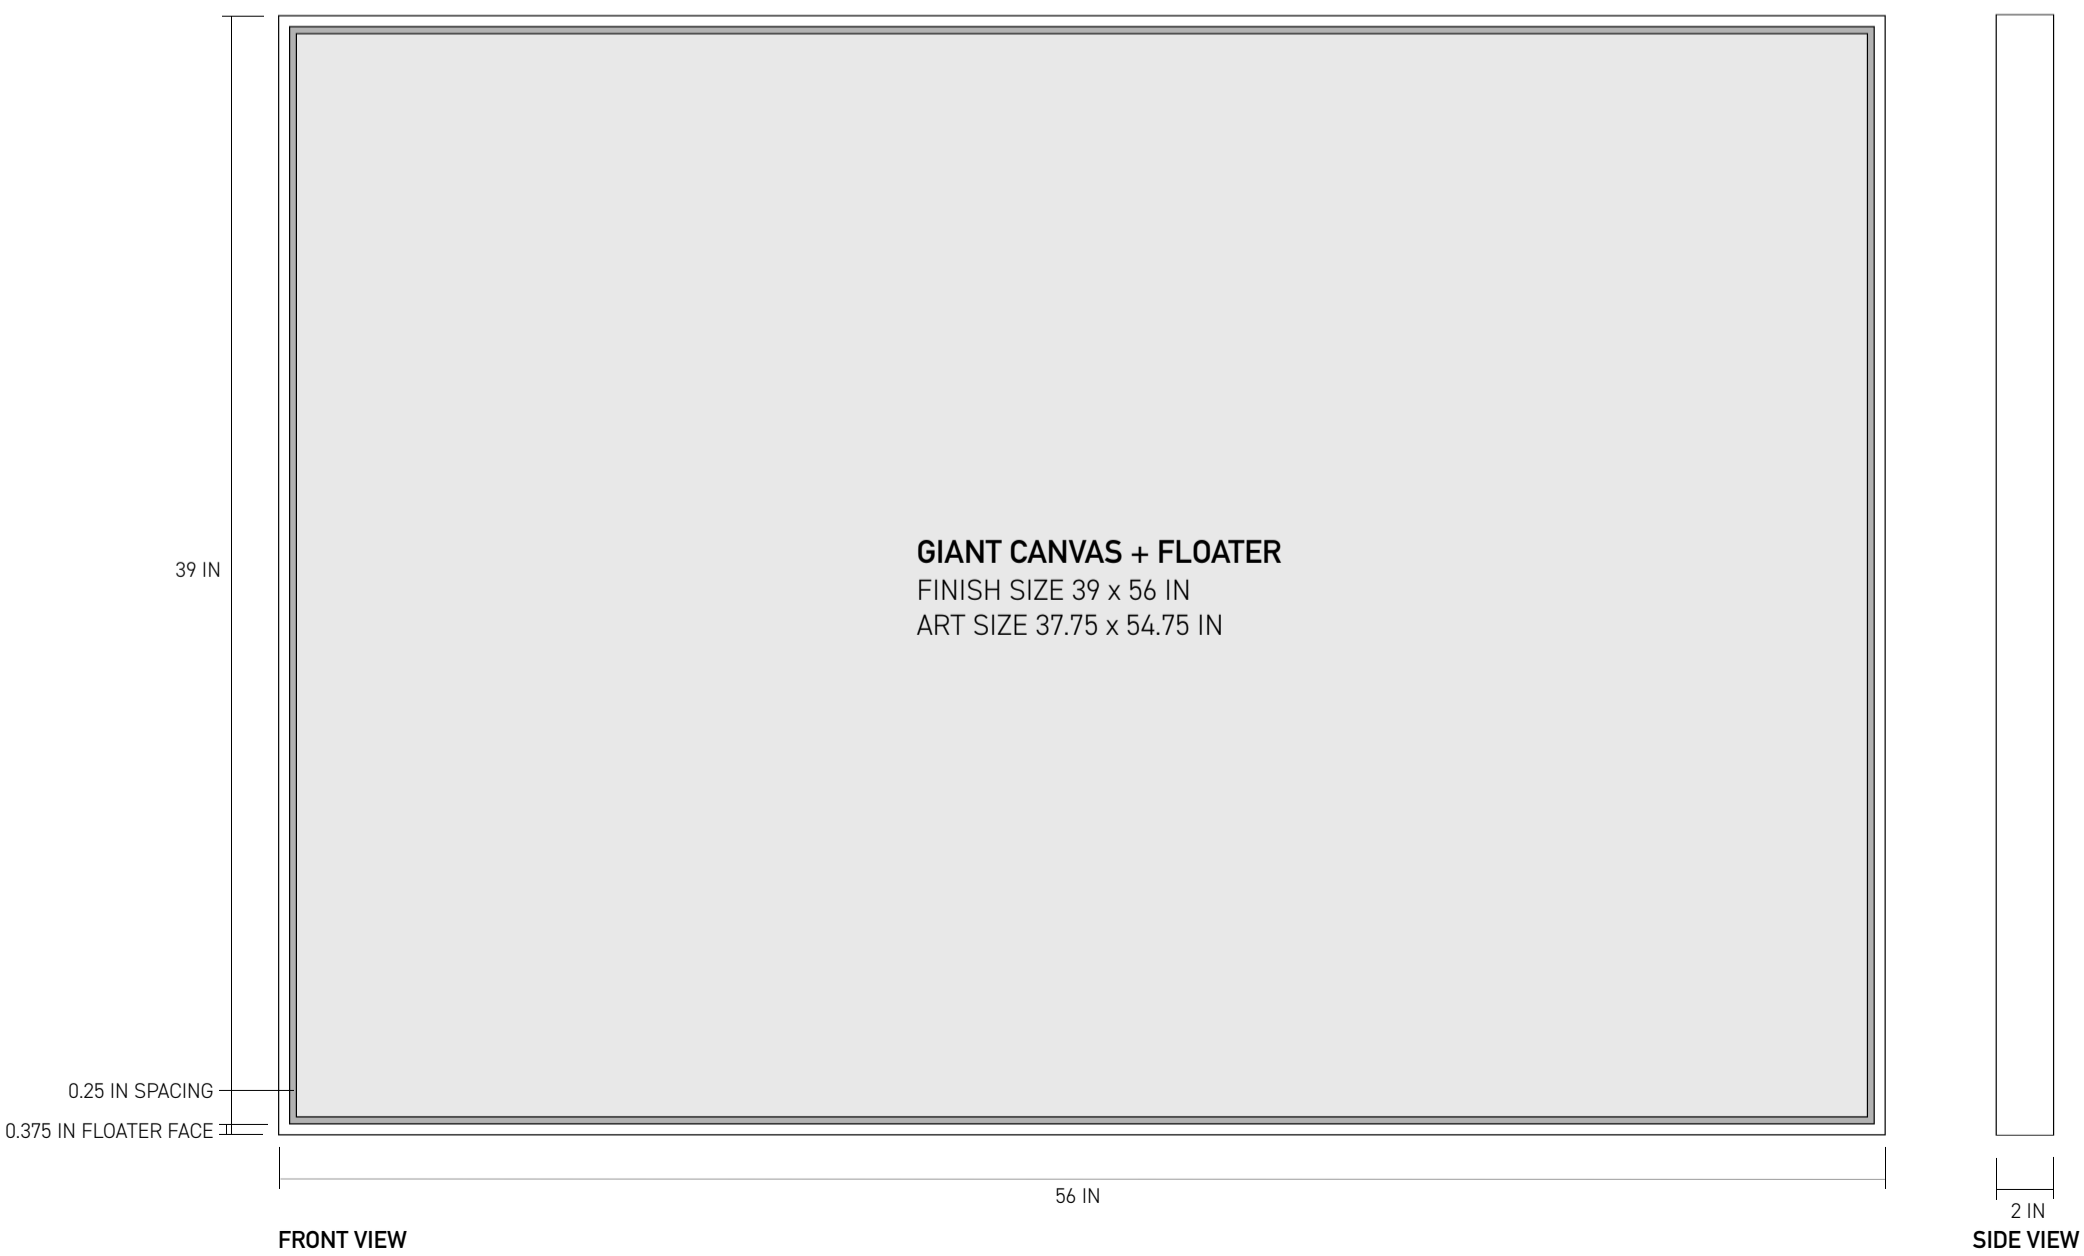 GIANT CANVAS + FLOATER
FINISH SIZE 39 x 56 IN
ART SIZE 37.75 x 54.75 IN
39 IN
0.25 IN SPACING
0.375 IN FLOATER FACE
56 IN
2 IN
FRONT VIEW
SIDE VIEW